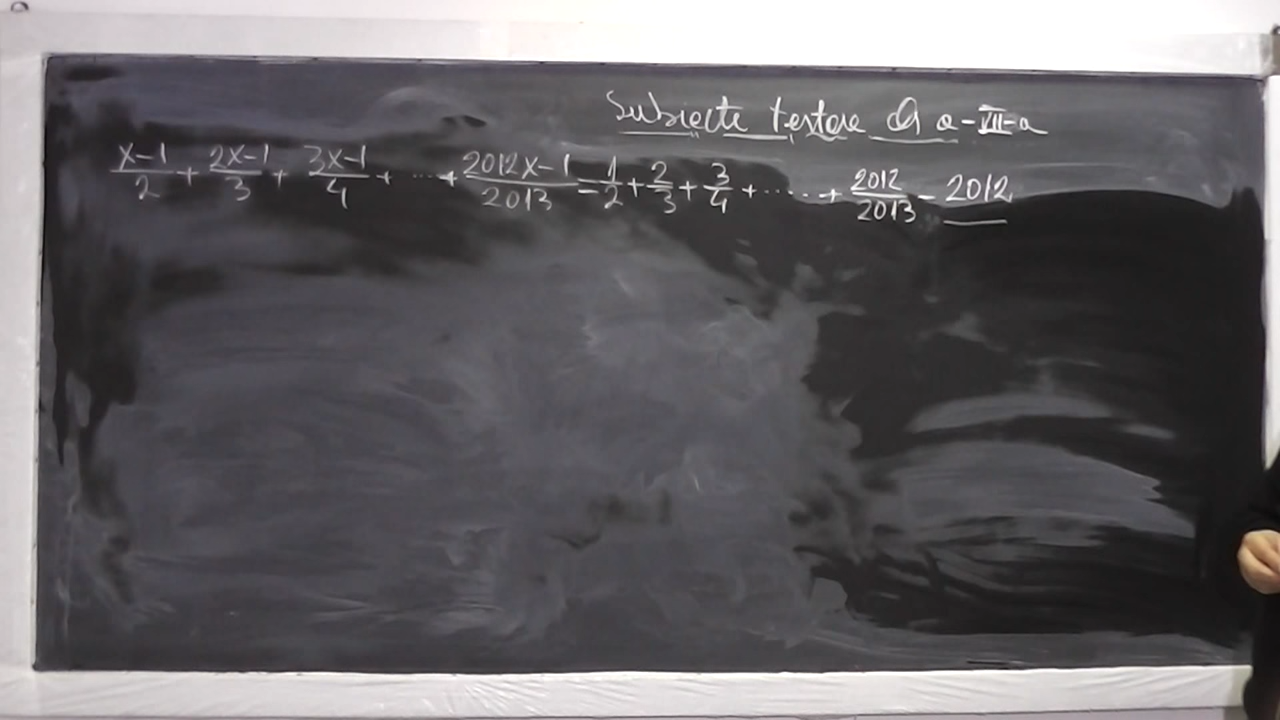 Subiecte testare cls a-VII-a
x-1/2 + 2x-1/3 + 3x-1/4 + ..... + 2012x-1/2013 = 1/2 + 2/3 + 3/4 + ...... + 2012/2013 - 2012